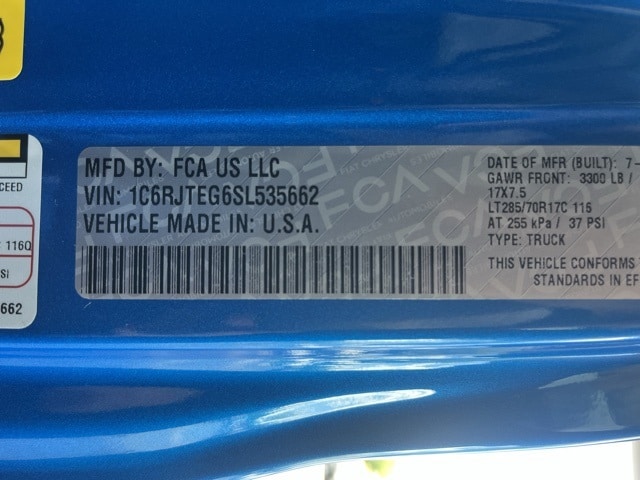 CEED
116Q
SI
662
MFD BY: FCA US LLC
VIN: 1C6RJTEG6SL535662
VEHICLE MADE IN: U.S.A.
DATE OF MFR (BUILT): 7-
GAWR FRONT: 3300 LB /
17X7.5
LT285/70R17C 116
AT 255 kPa / 37 PSI
TYPE: TRUCK
THIS VEHICLE CONFORMS
STANDARDS IN EF